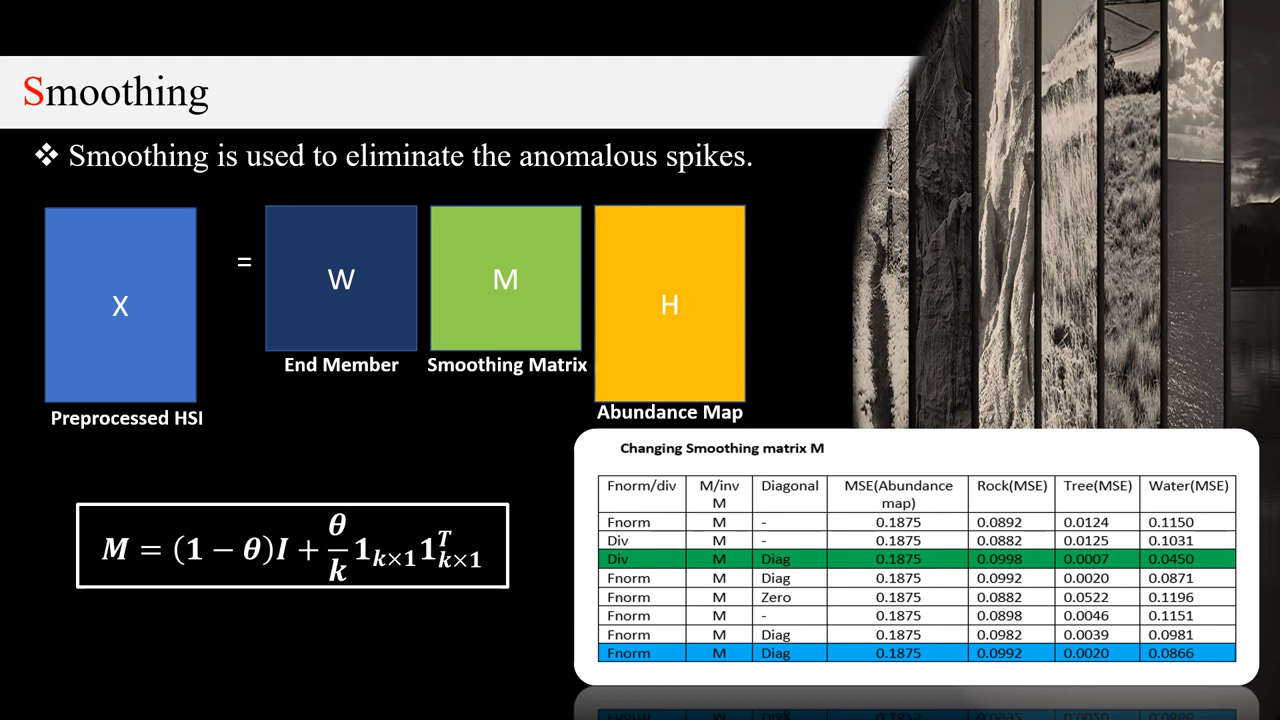 Smoothing
❖ Smoothing is used to eliminate the anomalous spikes.
X = W M H
End Member Smoothing Matrix
Preprocessed HSI Abundance Map
Changing Smoothing matrix M
Fnorm/div M/inv M Diagonal MSE(Abundance map) Rock(MSE) Tree(MSE) Water(MSE)
Fnorm M - 0.1875 0.0892 0.0124 0.1150
Div M - 0.1875 0.0882 0.0125 0.1031
Div M Diag 0.1875 0.0998 0.0007 0.0450
Fnorm M Diag 0.1875 0.0992 0.0020 0.0871
Fnorm M Zero 0.1875 0.0882 0.0522 0.1196
Fnorm M - 0.1875 0.0898 0.0046 0.1151
Fnorm M Diag 0.1875 0.0982 0.0039 0.0981
Fnorm M Diag 0.1875 0.0992 0.0020 0.0866
M = (1 − θ)I + θ/k 1_{k×1} 1^T_{k×1}